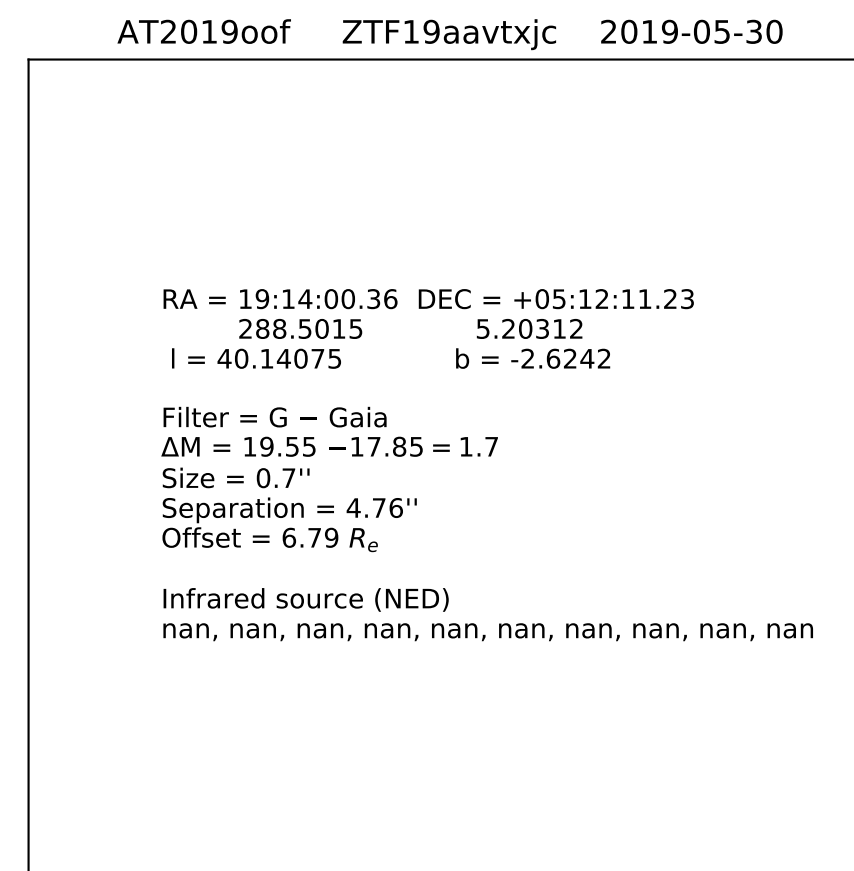 AT2019oof ZTF19aavtxjc 2019-05-30
RA = 19:14:00.36 DEC = +05:12:11.23
288.5015 5.20312
l = 40.14075 b = -2.6242
Filter = G − Gaia
ΔM = 19.55 −17.85 = 1.7
Size = 0.7''
Separation = 4.76''
Offset = 6.79 Rₑ
Infrared source (NED)
nan, nan, nan, nan, nan, nan, nan, nan, nan, nan